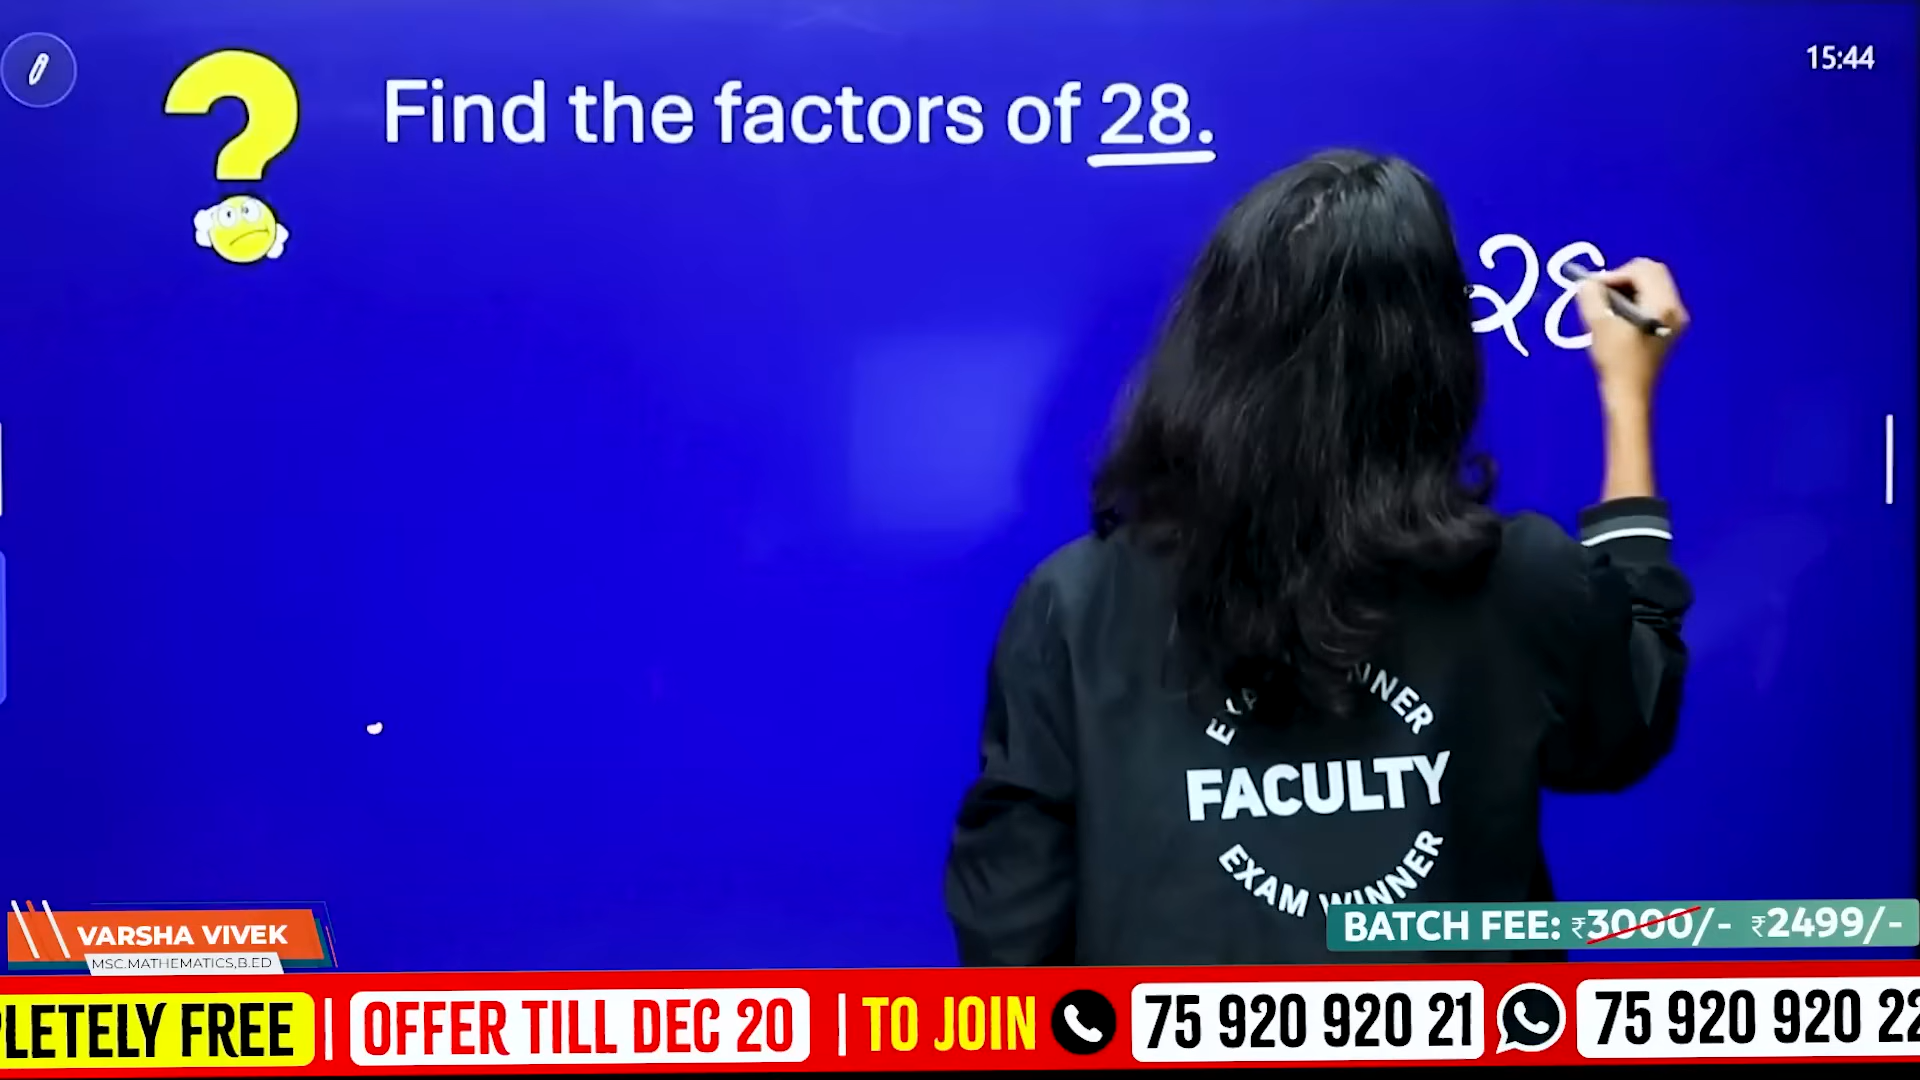 15:44
Find the factors of 28.
28
FACULTY
EXAM WINNER
VARSHA VIVEK
MSC.MATHEMATICS,B.ED
BATCH FEE: ₹3000/- ₹2499/-
PLETELY FREE | OFFER TILL DEC 20 | TO JOIN 75 920 920 21 75 920 920 22